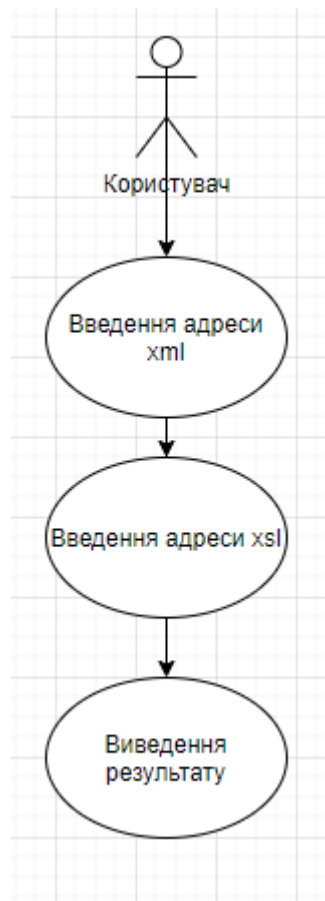 Користувач
Введення адреси
xml
Введення адреси xsl
Виведення
результату